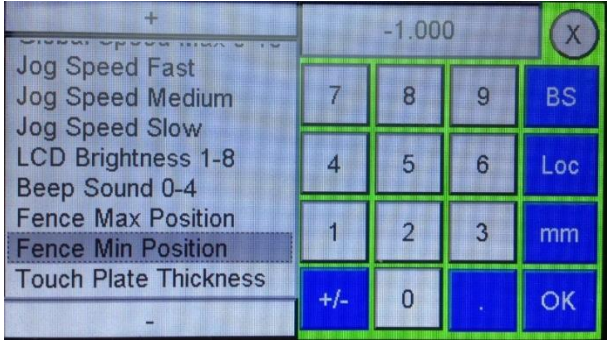 +
Jog Speed Fast
Jog Speed Medium
Jog Speed Slow
LCD Brightness 1-8
Beep Sound 0-4
Fence Max Position
Fence Min Position
Touch Plate Thickness
-
-1.000
X
7 8 9 BS
4 5 6 Loc
1 2 3 mm
+/- 0 . OK